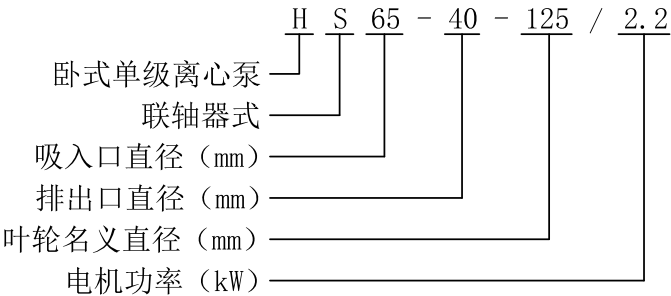 H S 65 - 40 - 125 / 2.2
卧式单级离心泵
联轴器式
吸入口直径（mm）
排出口直径（mm）
叶轮名义直径（mm）
电机功率（kW）